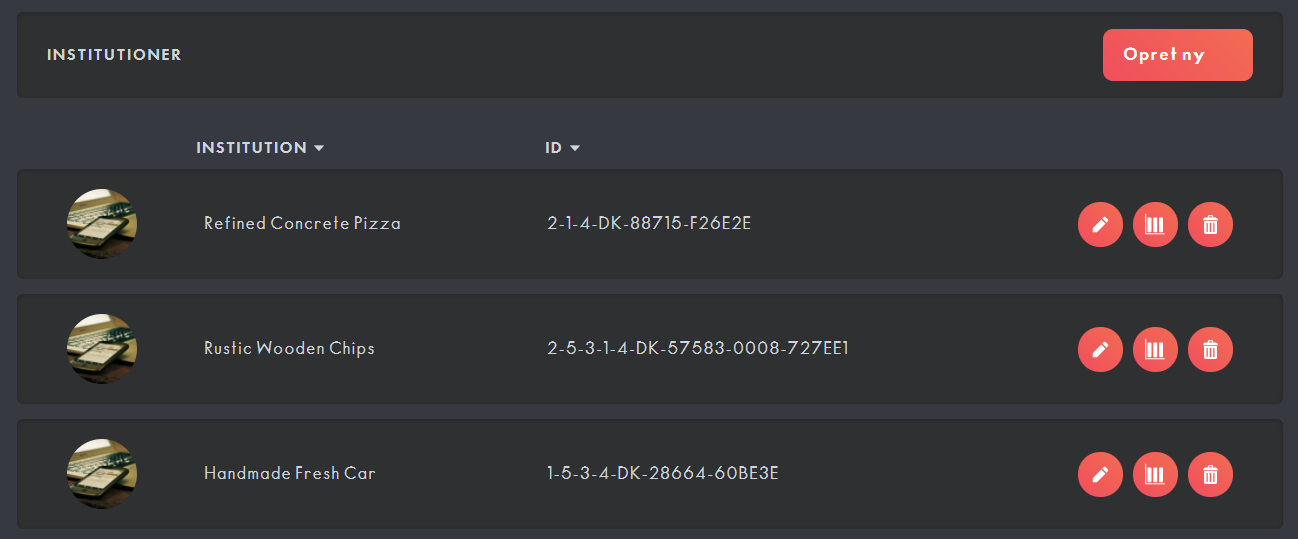 INSTITUTIONER
Opret ny
INSTITUTION ID
Refined Concrete Pizza 2-1-4-DK-88715-F26E2E
Rustic Wooden Chips 2-5-3-1-4-DK-57583-0008-727EE1
Handmade Fresh Car 1-5-3-4-DK-28664-60BE3E